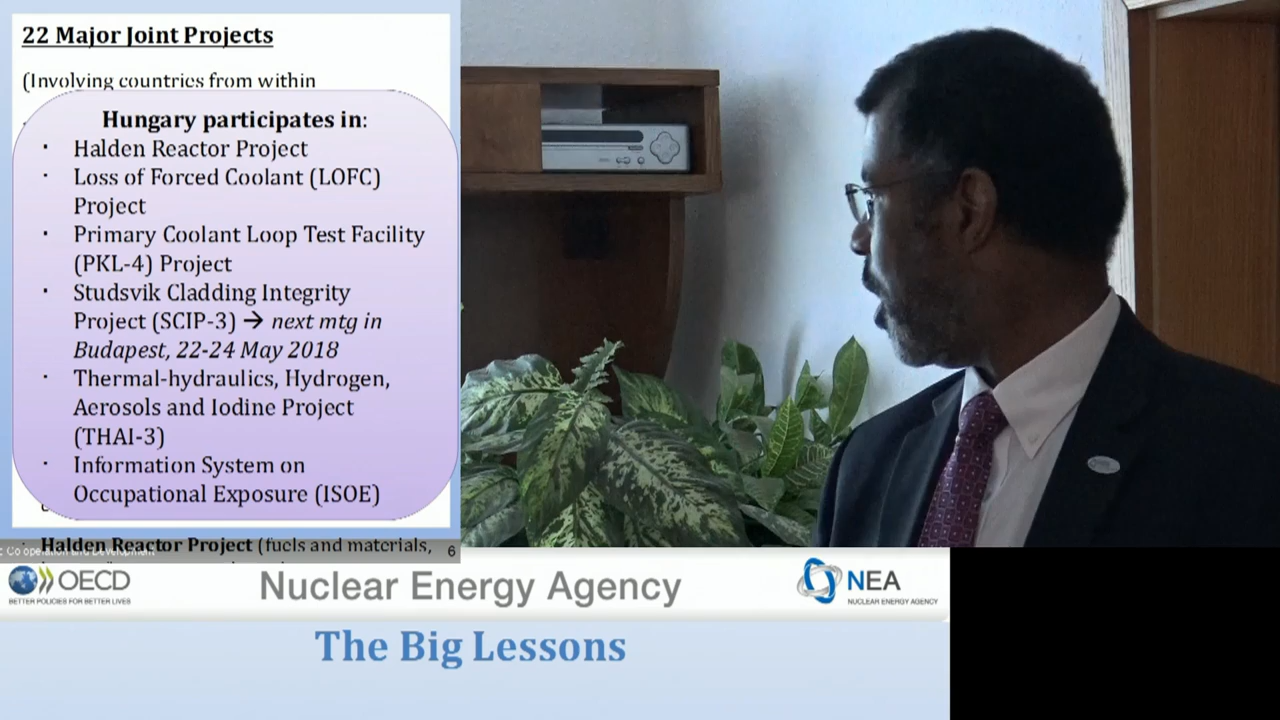 22 Major Joint Projects
(Involving countries from within
Hungary participates in:
· Halden Reactor Project
· Loss of Forced Coolant (LOFC)
Project
· Primary Coolant Loop Test Facility
(PKL-4) Project
· Studsvik Cladding Integrity
Project (SCIP-3) → next mtg in
Budapest, 22-24 May 2018
· Thermal-hydraulics, Hydrogen,
Aerosols and Iodine Project
(THAI-3)
· Information System on
Occupational Exposure (ISOE)
Halden Reactor Project (fuels and materials,
Co operation and Development 6
OECD
BETTER POLICIES FOR BETTER LIVES
Nuclear Energy Agency
NEA
NUCLEAR ENERGY AGENCY
The Big Lessons